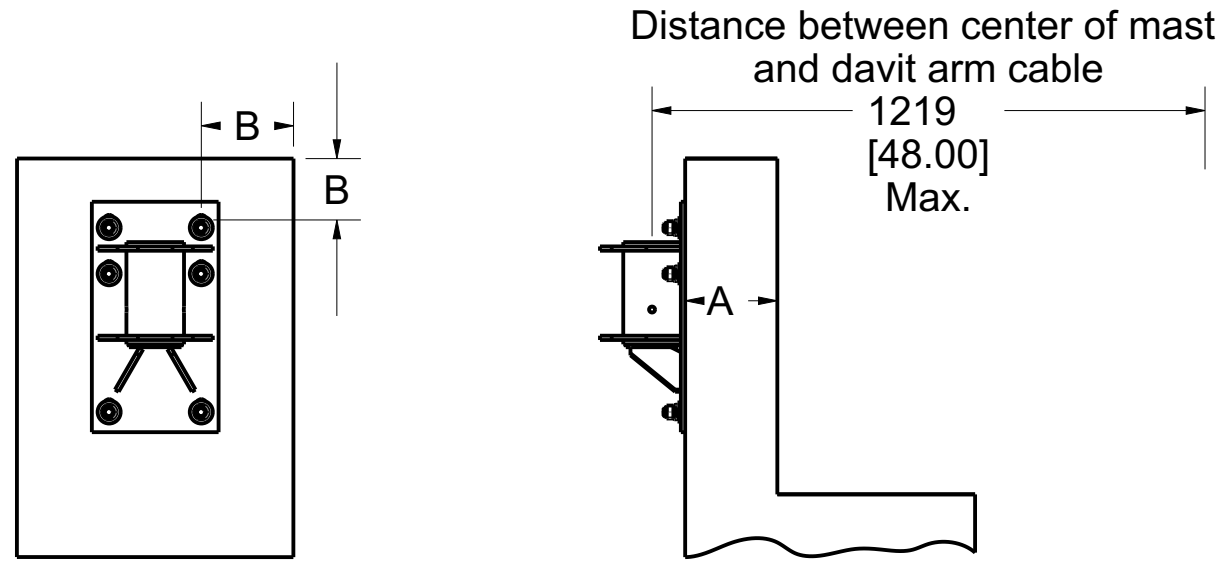 Distance between center of mast
and davit arm cable
1219
[48.00]
Max.
B
B
A